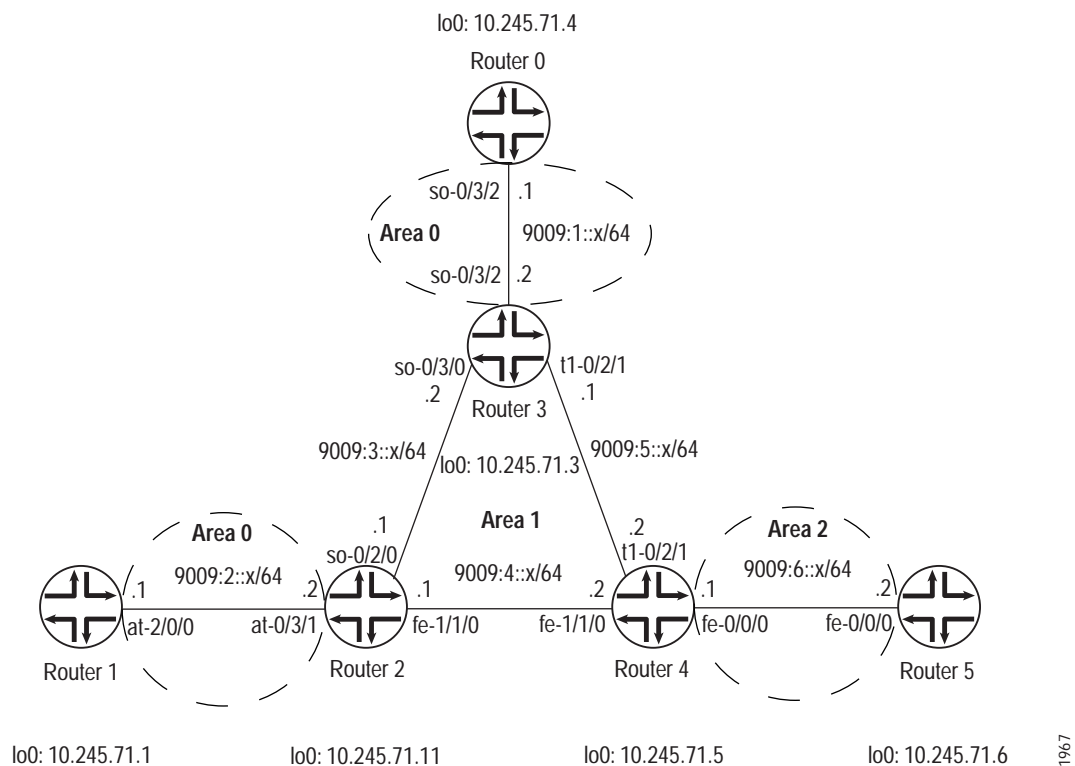 lo0: 10.245.71.4
Router 0
so-0/3/2 .1
Area 0 9009:1::x/64
so-0/3/2 .2
so-0/3/0 t1-0/2/1
.2 .1
Router 3
9009:3::x/64 9009:5::x/64
lo0: 10.245.71.3
.1 Area 1 .2
Area 0 Area 2
so-0/2/0 t1-0/2/1
9009:2::x/64 9009:4::x/64 9009:6::x/64
.1 .2 .1 .2 .1 .2
at-2/0/0 at-0/3/1 fe-1/1/0 fe-1/1/0 fe-0/0/0 fe-0/0/0
Router 1 Router 2 Router 4 Router 5
lo0: 10.245.71.1 lo0: 10.245.71.11 lo0: 10.245.71.5 lo0: 10.245.71.6
1967